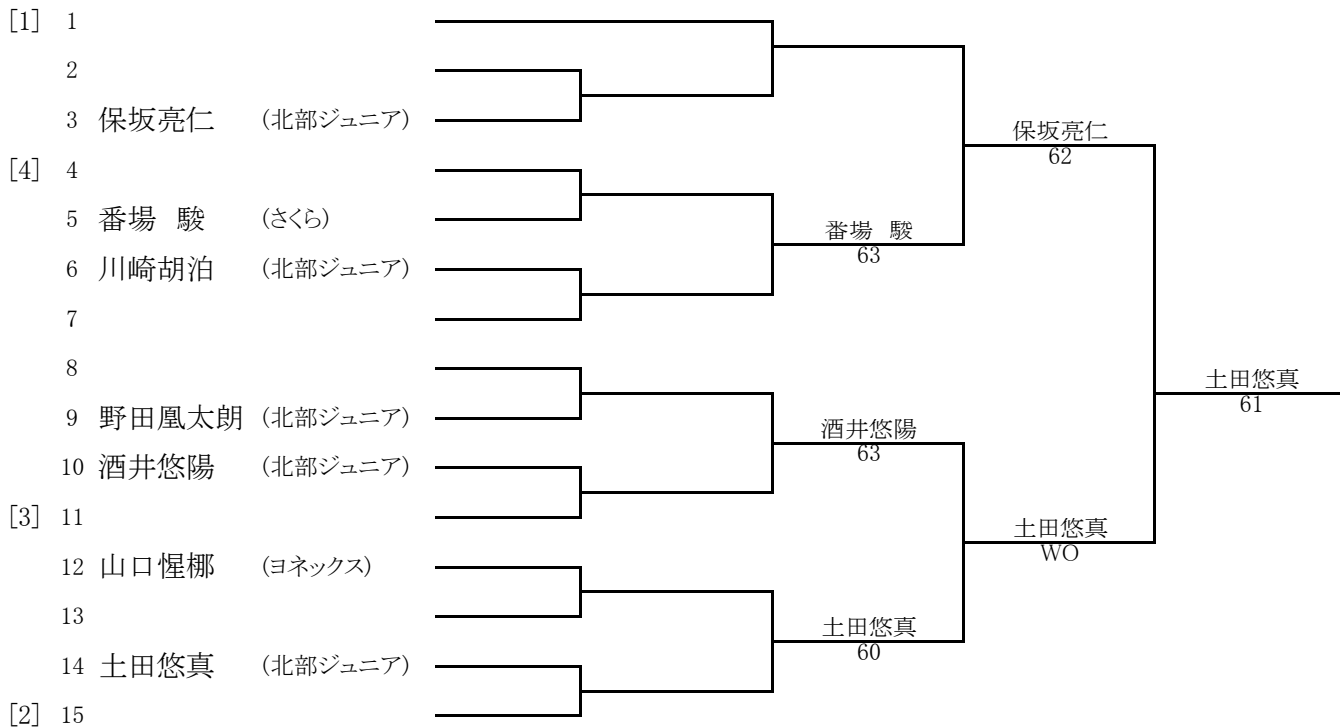 [1] 1
2
3 保坂亮仁 (北部ジュニア)
保坂亮仁
62
[4] 4
5 番場 駿 (さくら)
番場 駿
63
6 川崎胡泊 (北部ジュニア)
7
8
土田悠真
61
9 野田凰太朗 (北部ジュニア)
酒井悠陽
63
10 酒井悠陽 (北部ジュニア)
[3] 11
土田悠真
WO
12 山口惺梛 (ヨネックス)
13
土田悠真
60
14 土田悠真 (北部ジュニア)
[2] 15